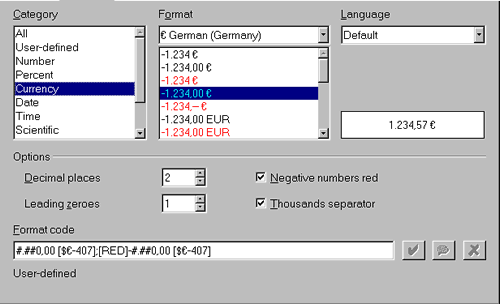 Category
Format
Language
All
User-defined
Number
Percent
Currency
Date
Time
Scientific
€ German (Germany)
-1.234 €
-1.234,00 €
-1.234 €
-1.234,00 €
-1.234,-- €
-1.234,00 EUR
-1.234,00 EUR
Default
1.234,57 €
Options
Decimal places
2
Negative numbers red
Leading zeroes
1
Thousands separator
Format code
#.##0,00 [$€-407];[RED]-#.##0,00 [$€-407]
User-defined